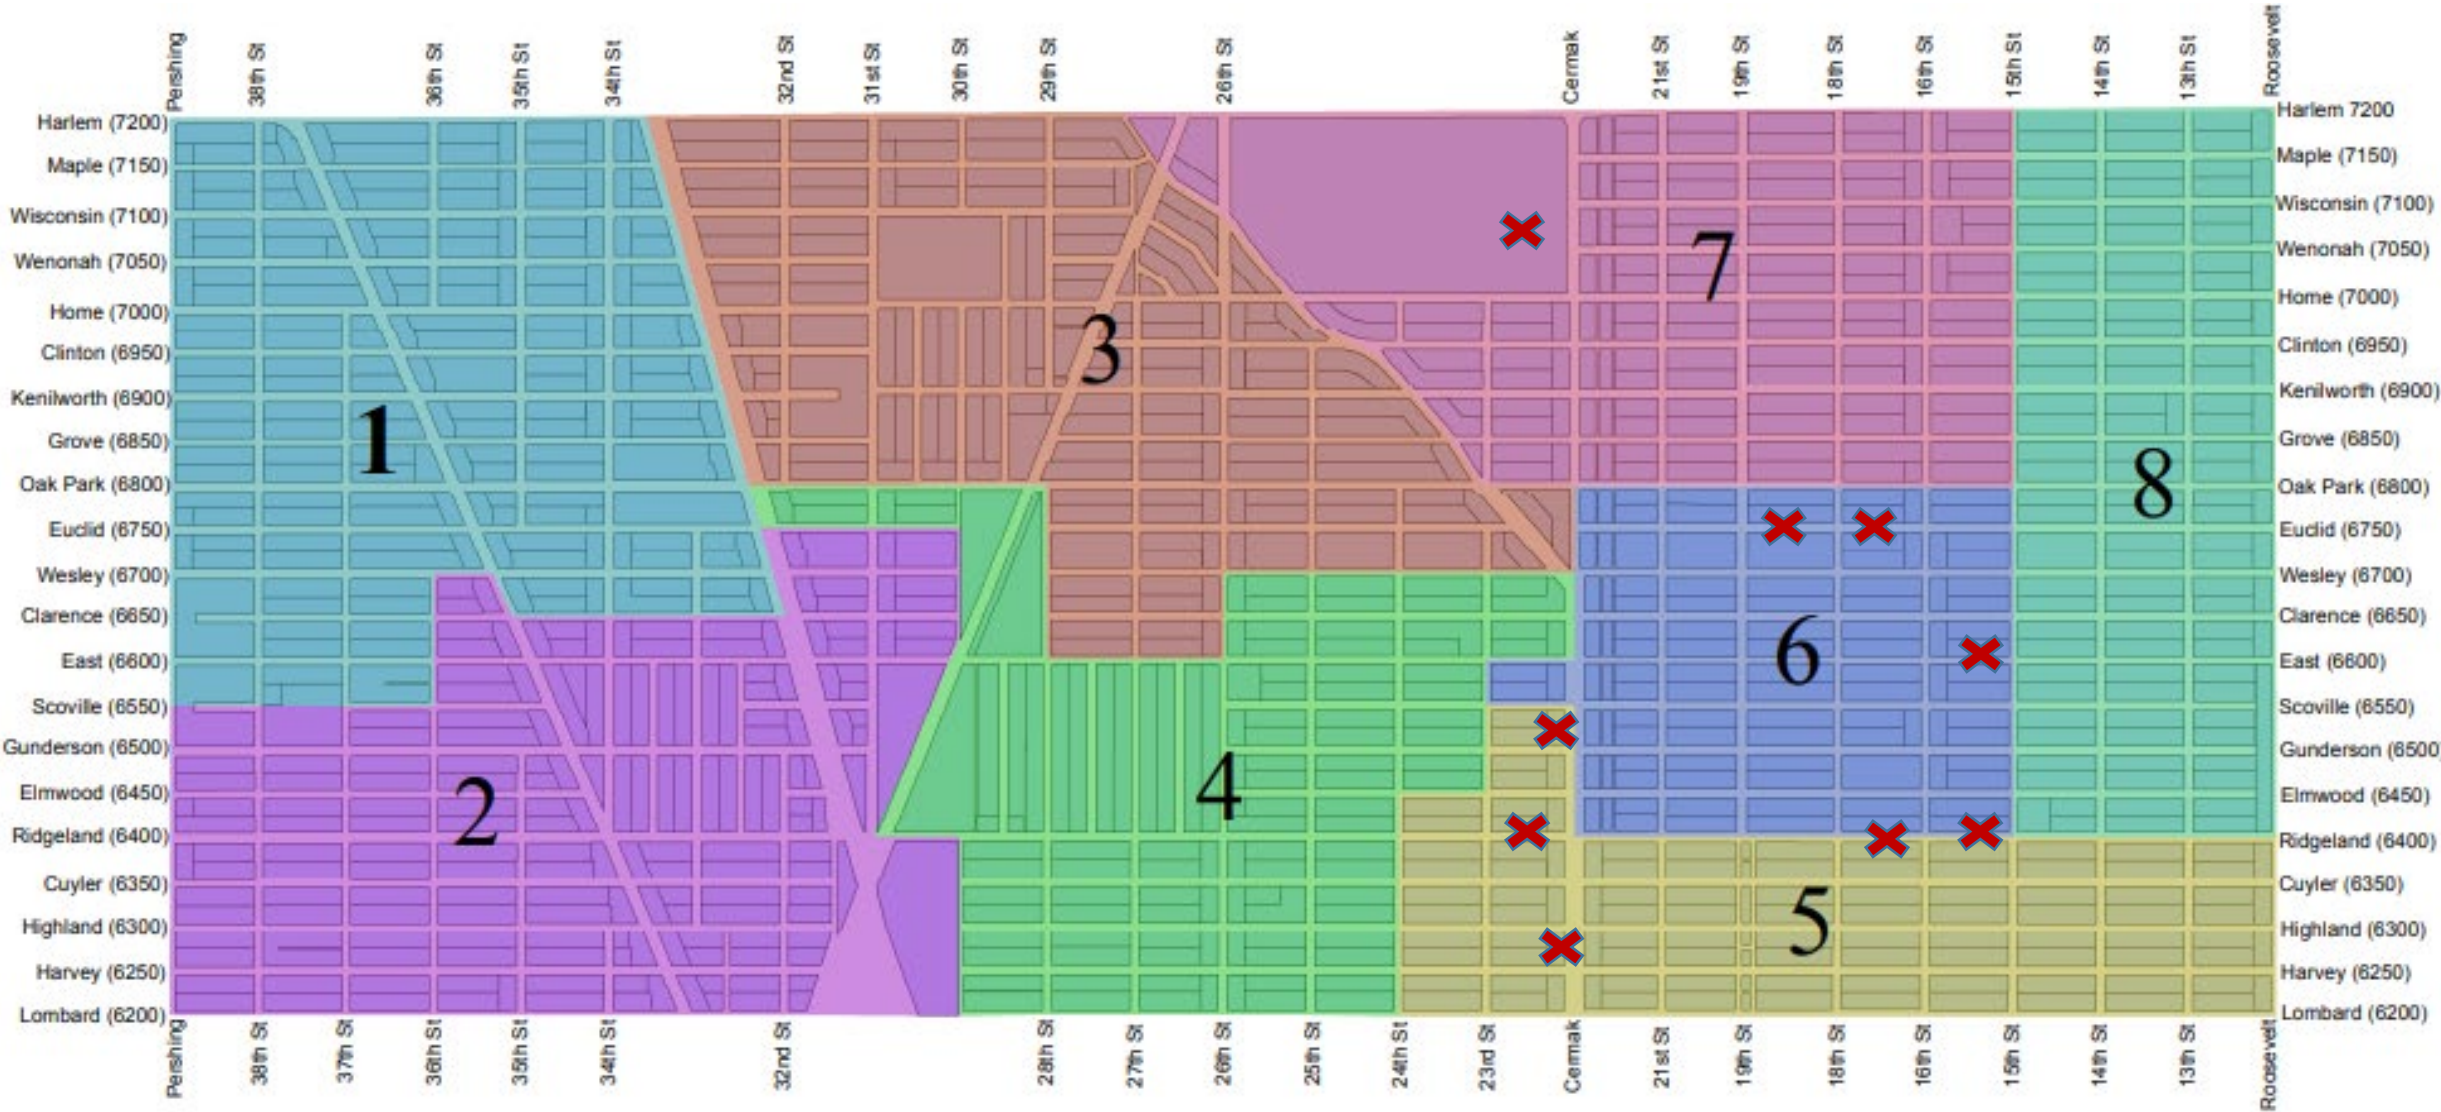 Pershing
38th St
36th St
35th St
34th St
32nd St
31st St
30th St
29th St
26th St
Cermak
21st St
19th St
18th St
16th St
15th St
14th St
13th St
Roosevelt
Harlem (7200)
Maple (7150)
Wisconsin (7100)
Wenonah (7050)
Home (7000)
Clinton (6950)
Kenilworth (6900)
Grove (6850)
Oak Park (6800)
Euclid (6750)
Wesley (6700)
Clarence (6650)
East (6600)
Scoville (6550)
Gunderson (6500)
Elmwood (6450)
Ridgeland (6400)
Cuyler (6350)
Highland (6300)
Harvey (6250)
Lombard (6200)
1
2
3
4
5
6
7
8
Harlem 7200
Maple (7150)
Wisconsin (7100)
Wenonah (7050)
Home (7000)
Clinton (6950)
Kenilworth (6900)
Grove (6850)
Oak Park (6800)
Euclid (6750)
Wesley (6700)
Clarence (6650)
East (6600)
Scoville (6550)
Gunderson (6500)
Elmwood (6450)
Ridgeland (6400)
Cuyler (6350)
Highland (6300)
Harvey (6250)
Lombard (6200)
Pershing
38th St
37th St
36th St
35th St
34th St
32nd St
28th St
27th St
26th St
25th St
24th St
23rd St
Cermak
21st St
19th St
18th St
16th St
15th St
14th St
13th St
Roosevelt